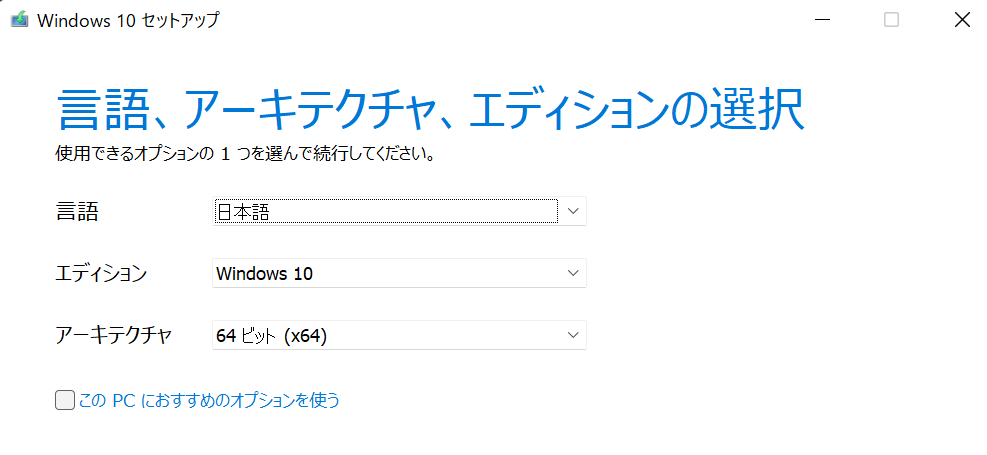 Windows 10 セットアップ
言語、アーキテクチャ、エディションの選択
使用できるオプションの 1 つを選んで続行してください。
言語 日本語
エディション Windows 10
アーキテクチャ 64 ビット (x64)
この PC におすすめのオプションを使う